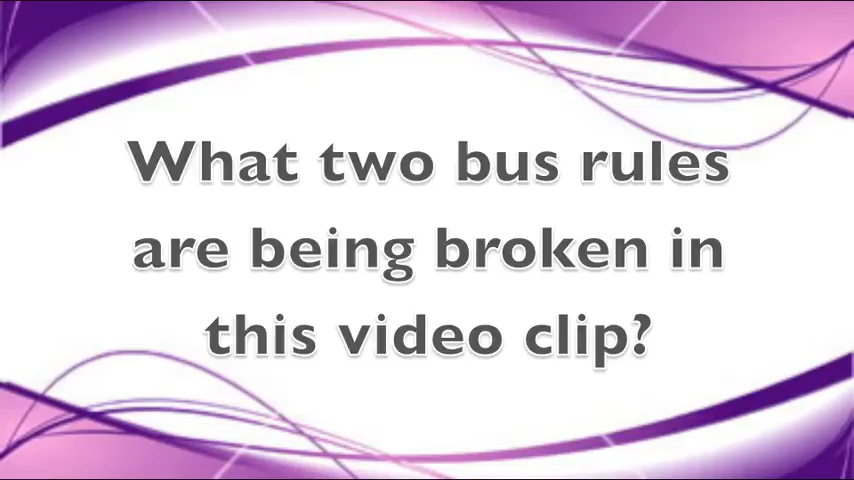 What two bus rules
are being broken in
this video clip?